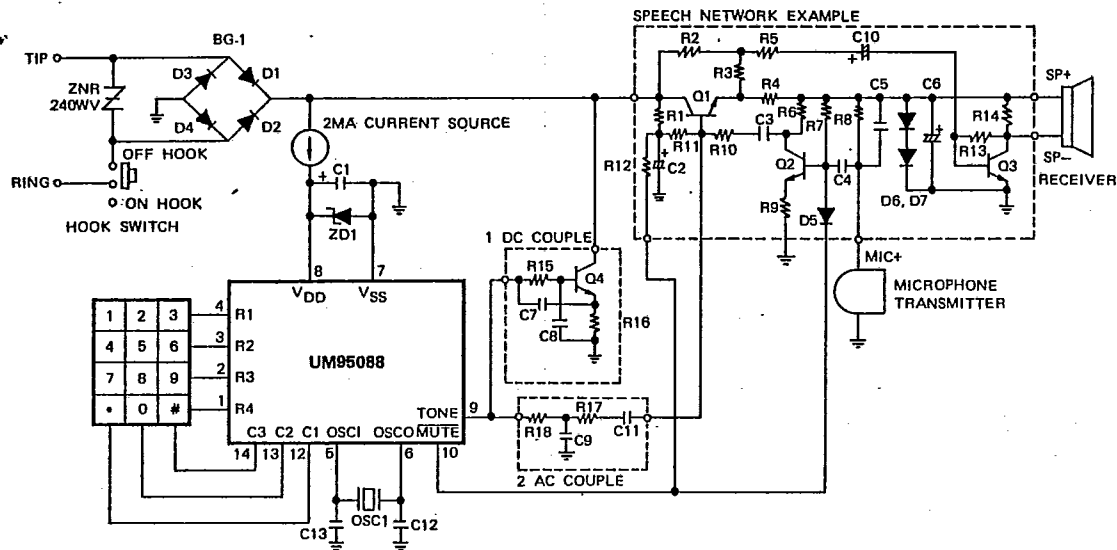 SPEECH NETWORK EXAMPLE
BG-1
TIP
ZNR
240WV
D3
D1
D4
D2
OFF HOOK
RING
ON HOOK
HOOK SWITCH
2MA CURRENT SOURCE
+
C1
ZD1
R2
R5
C10
+
R3
Q1
R4
R1
R11
R10
C3
R6
R7
R8
C5
C6
+
R14
SP+
R12
+
C2
Q2
C4
R13
Q3
SP-
RECEIVER
R9
D5
D6, D7
MIC+
MICROPHONE
TRANSMITTER
1 DC COUPLE
R15
Q4
C7
C8
R16
8
7
VDD
VSS
1 2 3
4 5 6
7 8 9
• 0 #
4 R1
3 R2
2 R3
1 R4
UM95088
TONE
9
C3 C2 C1 OSCI OSCO MUTE
14 13 12 5 6 10
R18
R17
C9
C11
2 AC COUPLE
OSC1
C13
C12